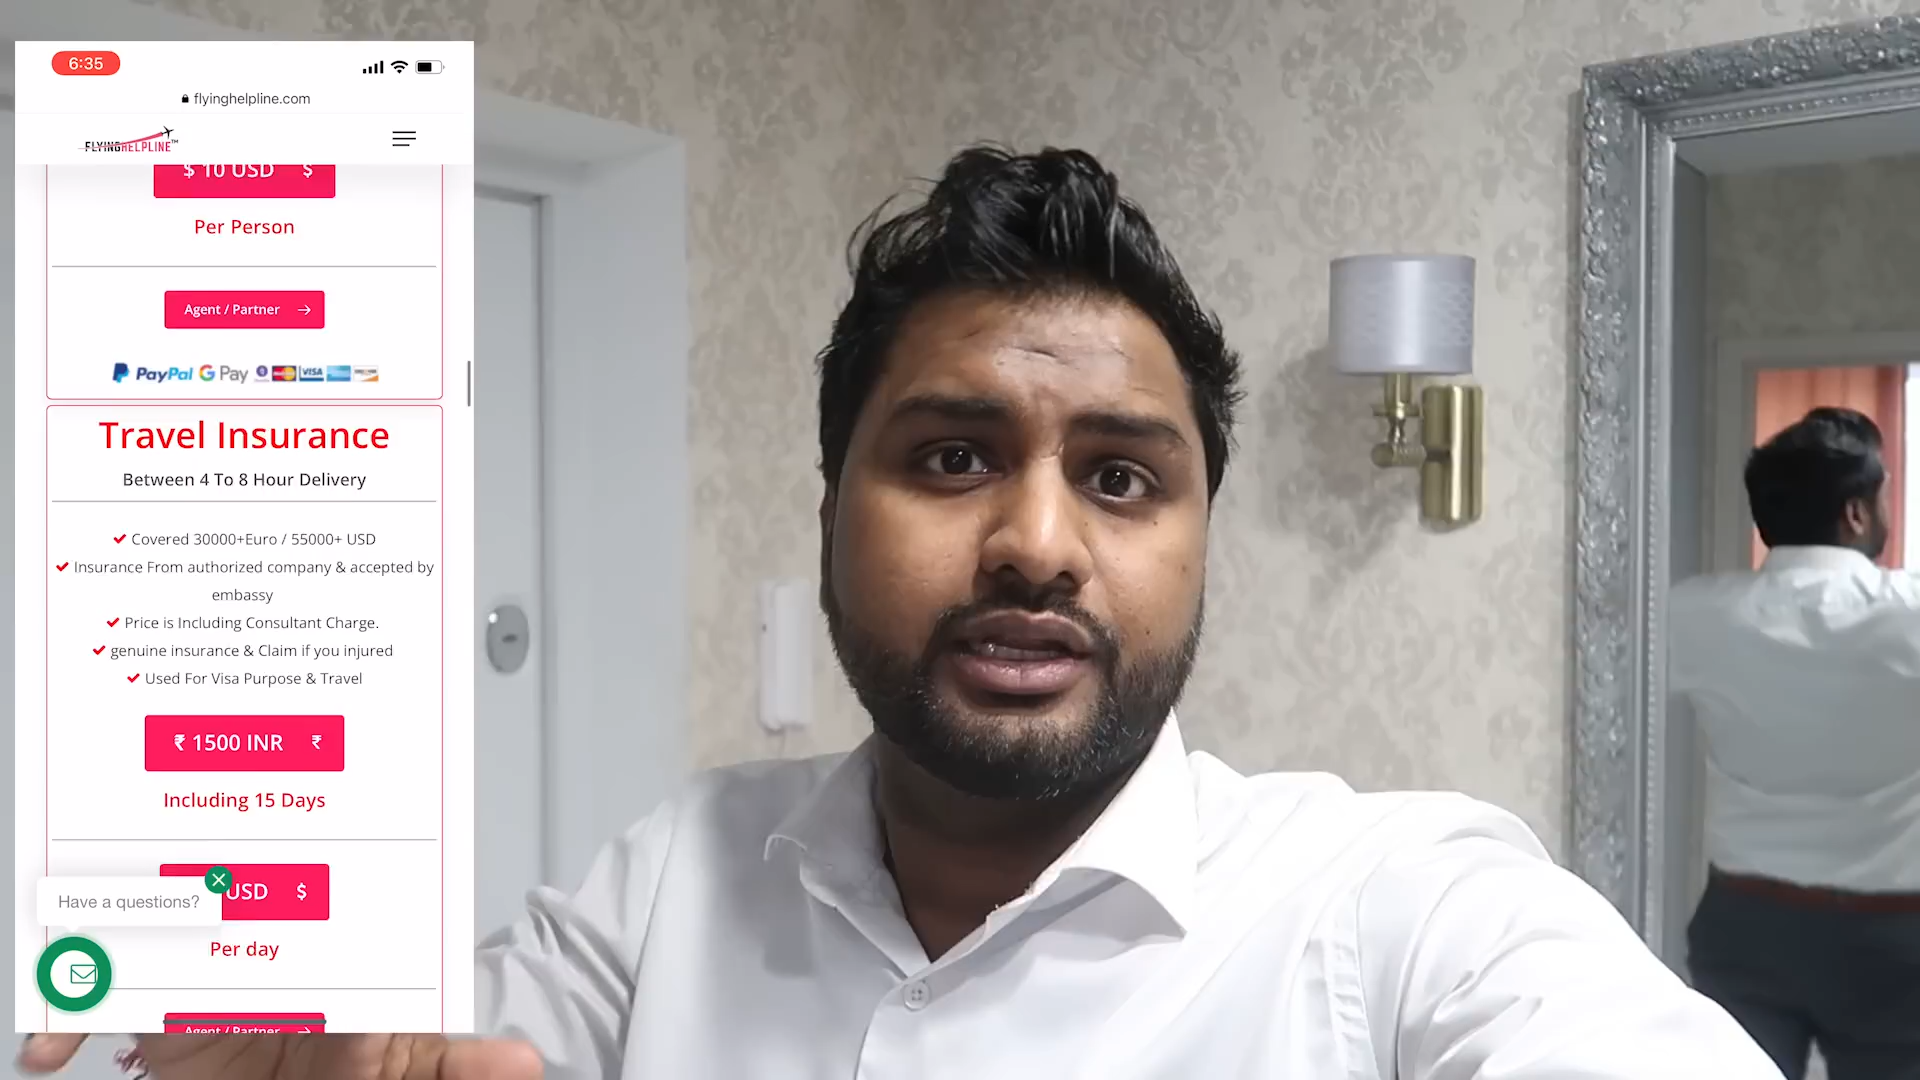 6:35
flyinghelpline.com
FLYINGHELPLINE™
$ 10 USD $
Per Person
Agent / Partner
PayPal G Pay VISA
Travel Insurance
Between 4 To 8 Hour Delivery
Covered 30000+Euro / 55000+ USD
Insurance From authorized company & accepted by
embassy
Price is Including Consultant Charge.
genuine insurance & Claim if you injured
Used For Visa Purpose & Travel
₹ 1500 INR ₹
Including 15 Days
USD $
Have a questions?
Per day
Agent / Partner